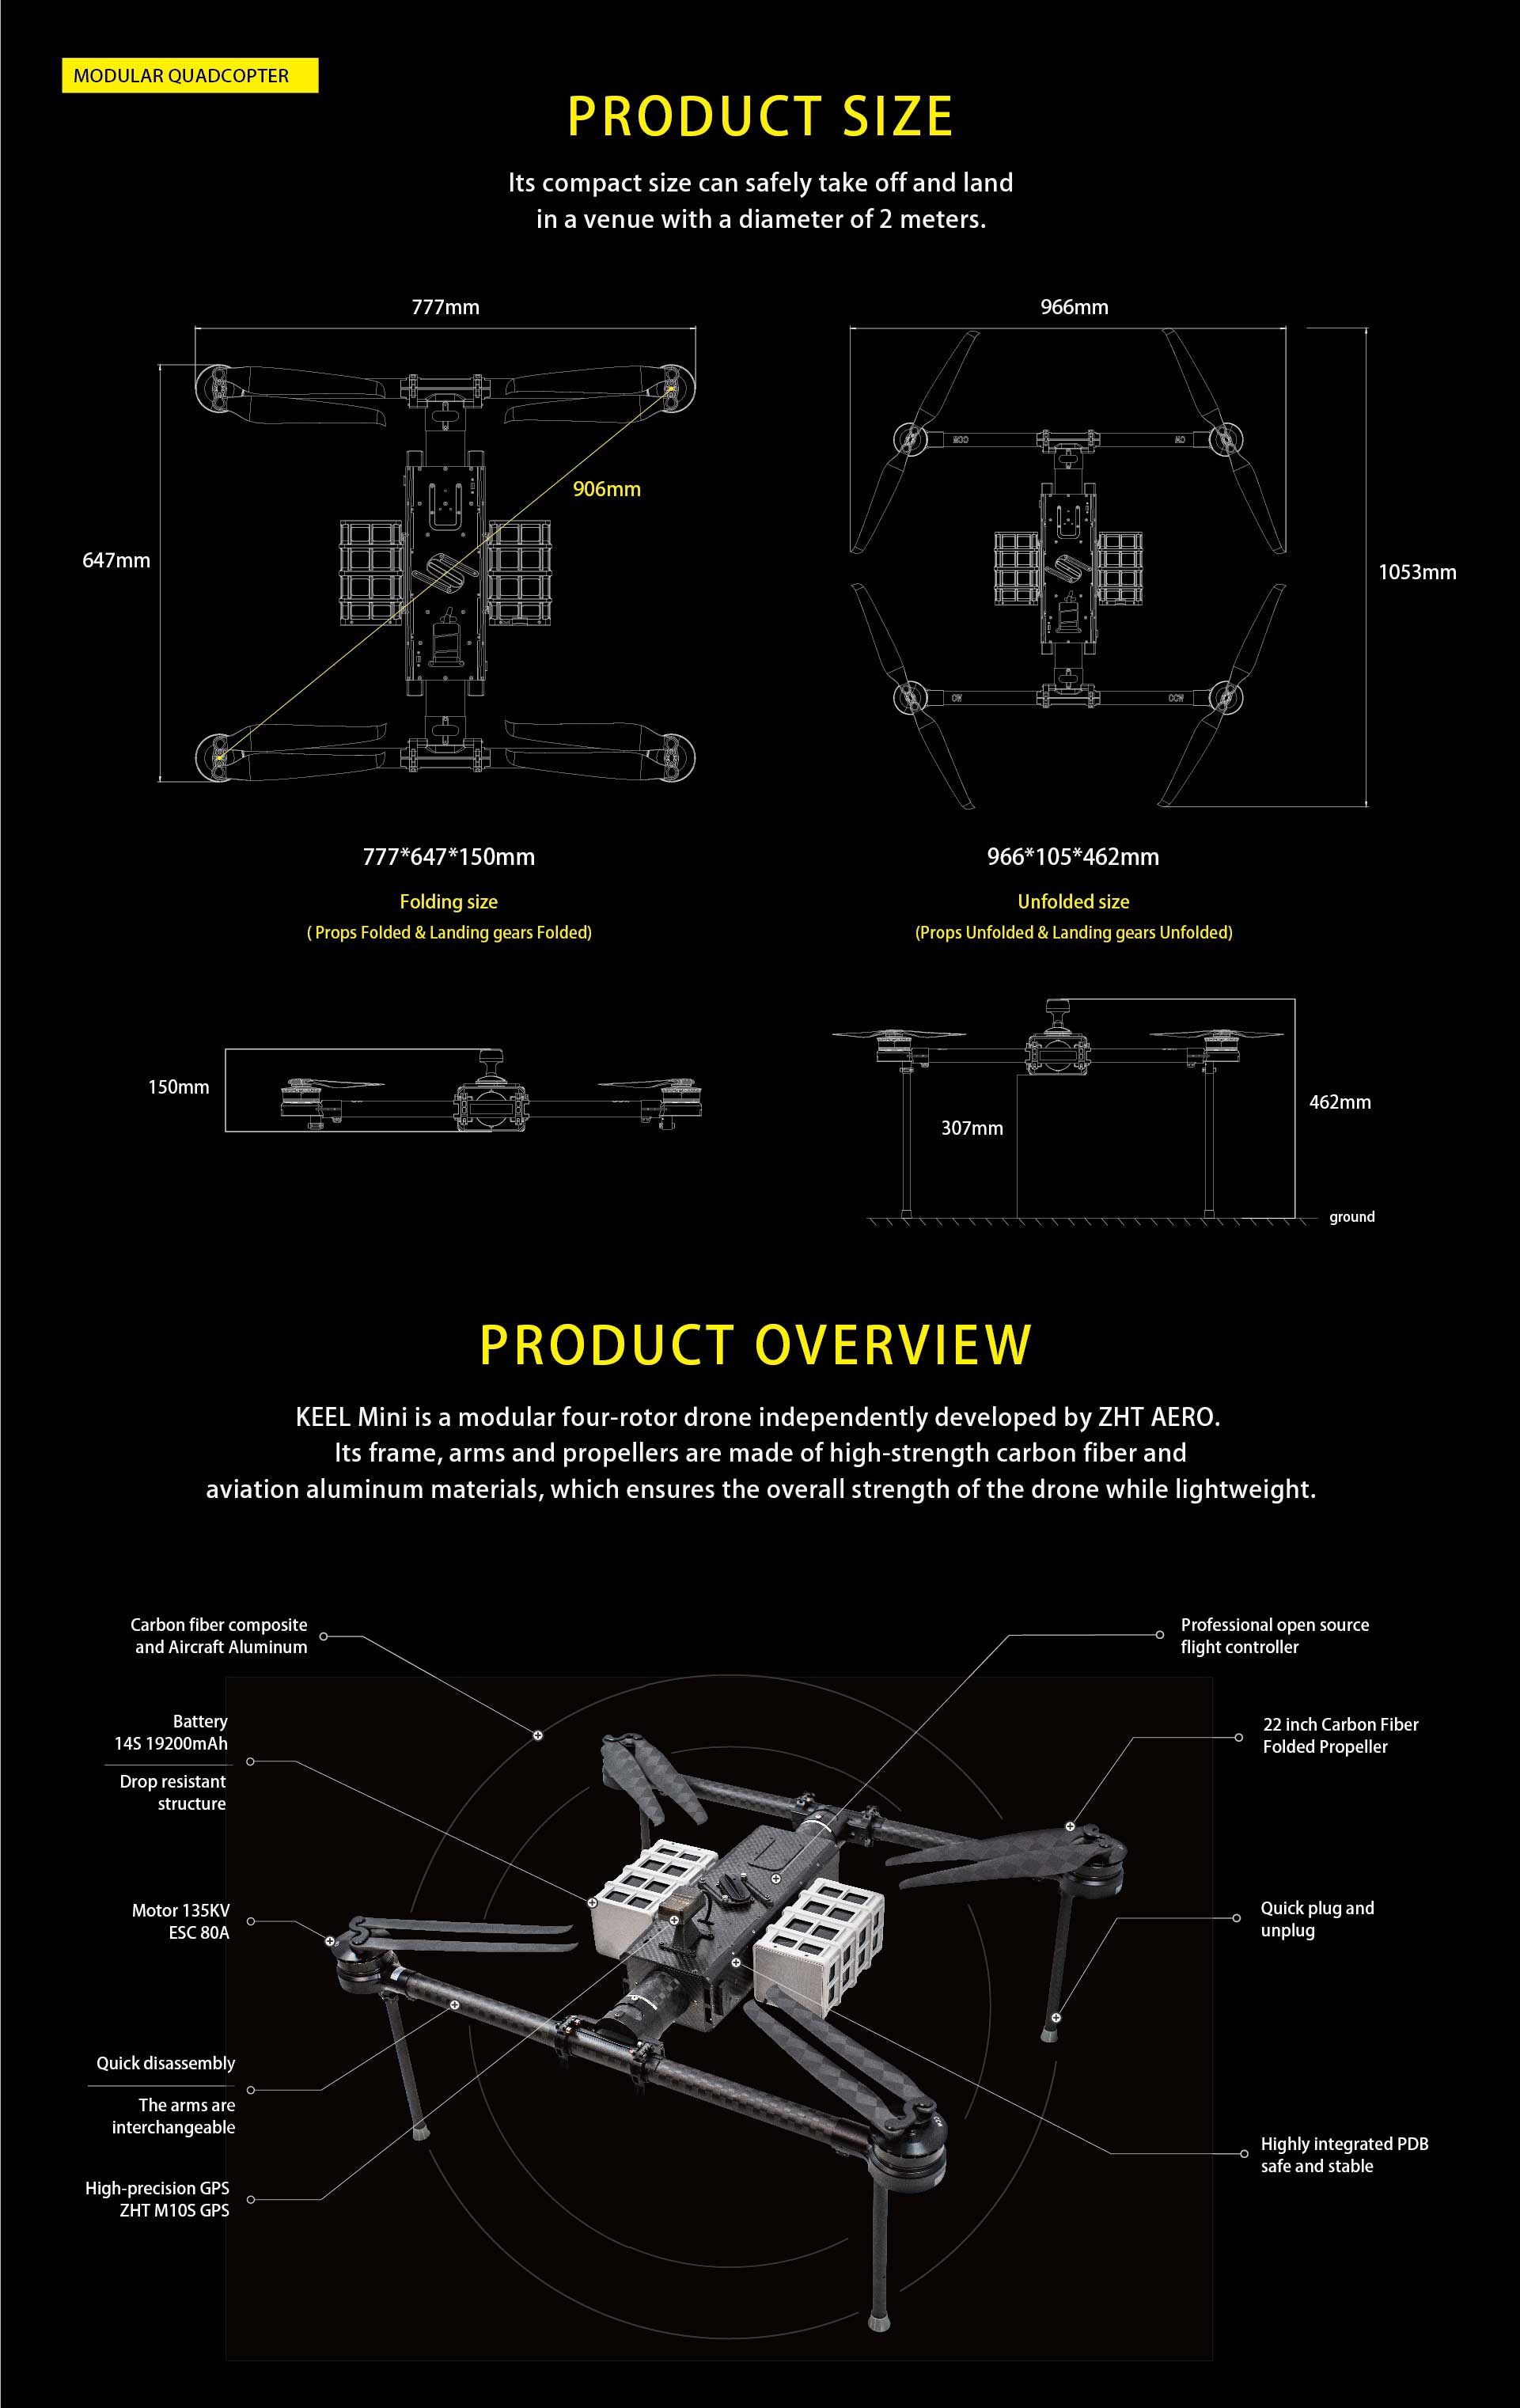 MODULAR QUADCOPTER
PRODUCT SIZE
Its compact size can safely take off and land
in a venue with a diameter of 2 meters.
777mm
966mm
906mm
647mm
1053mm
CCW
CW
CW
CCW
777*647*150mm
966*105*462mm
Folding size
Unfolded size
( Props Folded & Landing gears Folded)
(Props Unfolded & Landing gears Unfolded)
150mm
462mm
307mm
ground
PRODUCT OVERVIEW
KEEL Mini is a modular four-rotor drone independently developed by ZHT AERO.
Its frame, arms and propellers are made of high-strength carbon fiber and
aviation aluminum materials, which ensures the overall strength of the drone while lightweight.
Carbon fiber composite
and Aircraft Aluminum
Professional open source
flight controller
Battery
14S 19200mAh
Drop resistant
structure
22 inch Carbon Fiber
Folded Propeller
Motor 135KV
ESC 80A
Quick plug and
unplug
Quick disassembly
The arms are
interchangeable
CCW
Highly integrated PDB
safe and stable
High-precision GPS
ZHT M10S GPS